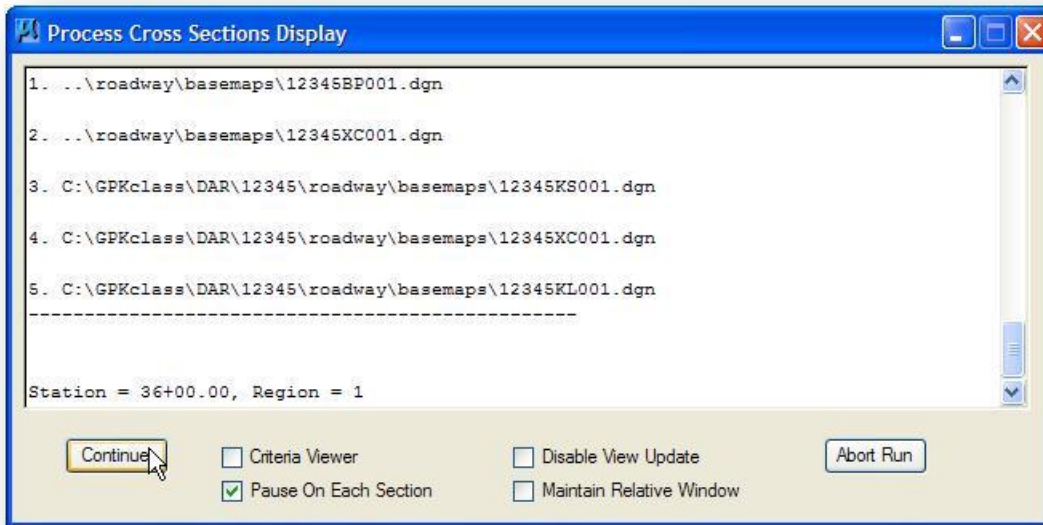 Process Cross Sections Display
1. ..\roadway\basemaps\12345BP001.dgn
2. ..\roadway\basemaps\12345XC001.dgn
3. C:\GPKclass\DAR\12345\roadway\basemaps\12345KS001.dgn
4. C:\GPKclass\DAR\12345\roadway\basemaps\12345XC001.dgn
5. C:\GPKclass\DAR\12345\roadway\basemaps\12345KL001.dgn
-------------------------------------------------
Station = 36+00.00, Region = 1
Continue Criteria Viewer Disable View Update Abort Run
Pause On Each Section Maintain Relative Window